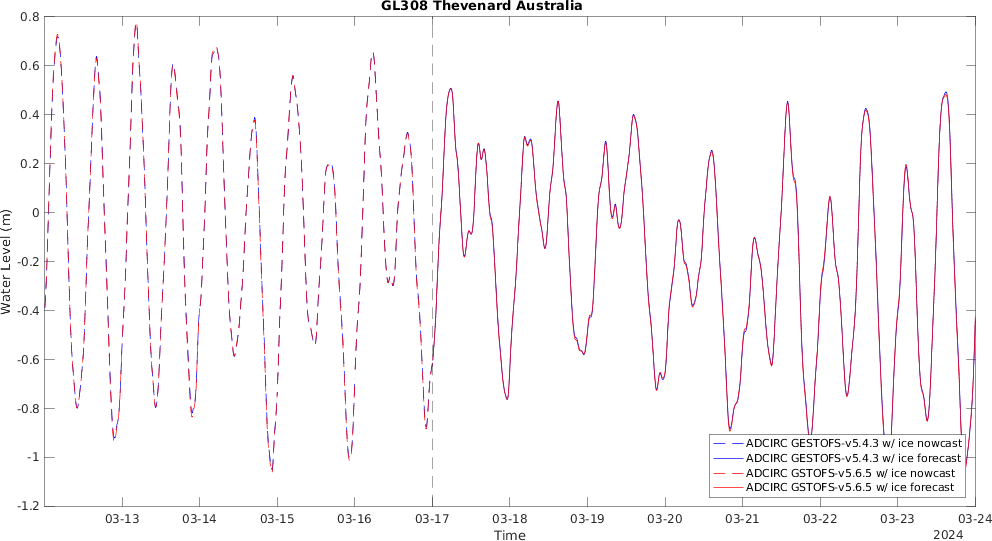 GL308 Thevenard Australia
0.8
0.6
0.4
0.2
0
-0.2
-0.4
-0.6
-0.8
-1
-1.2
Water Level (m)
ADCIRC GESTOFS-v5.4.3 w/ ice nowcast
ADCIRC GESTOFS-v5.4.3 w/ ice forecast
ADCIRC GSTOFS-v5.6.5 w/ ice nowcast
ADCIRC GSTOFS-v5.6.5 w/ ice forecast
03-13 03-14 03-15 03-16 03-17 03-18 03-19 03-20 03-21 03-22 03-23 03-24
Time
2024